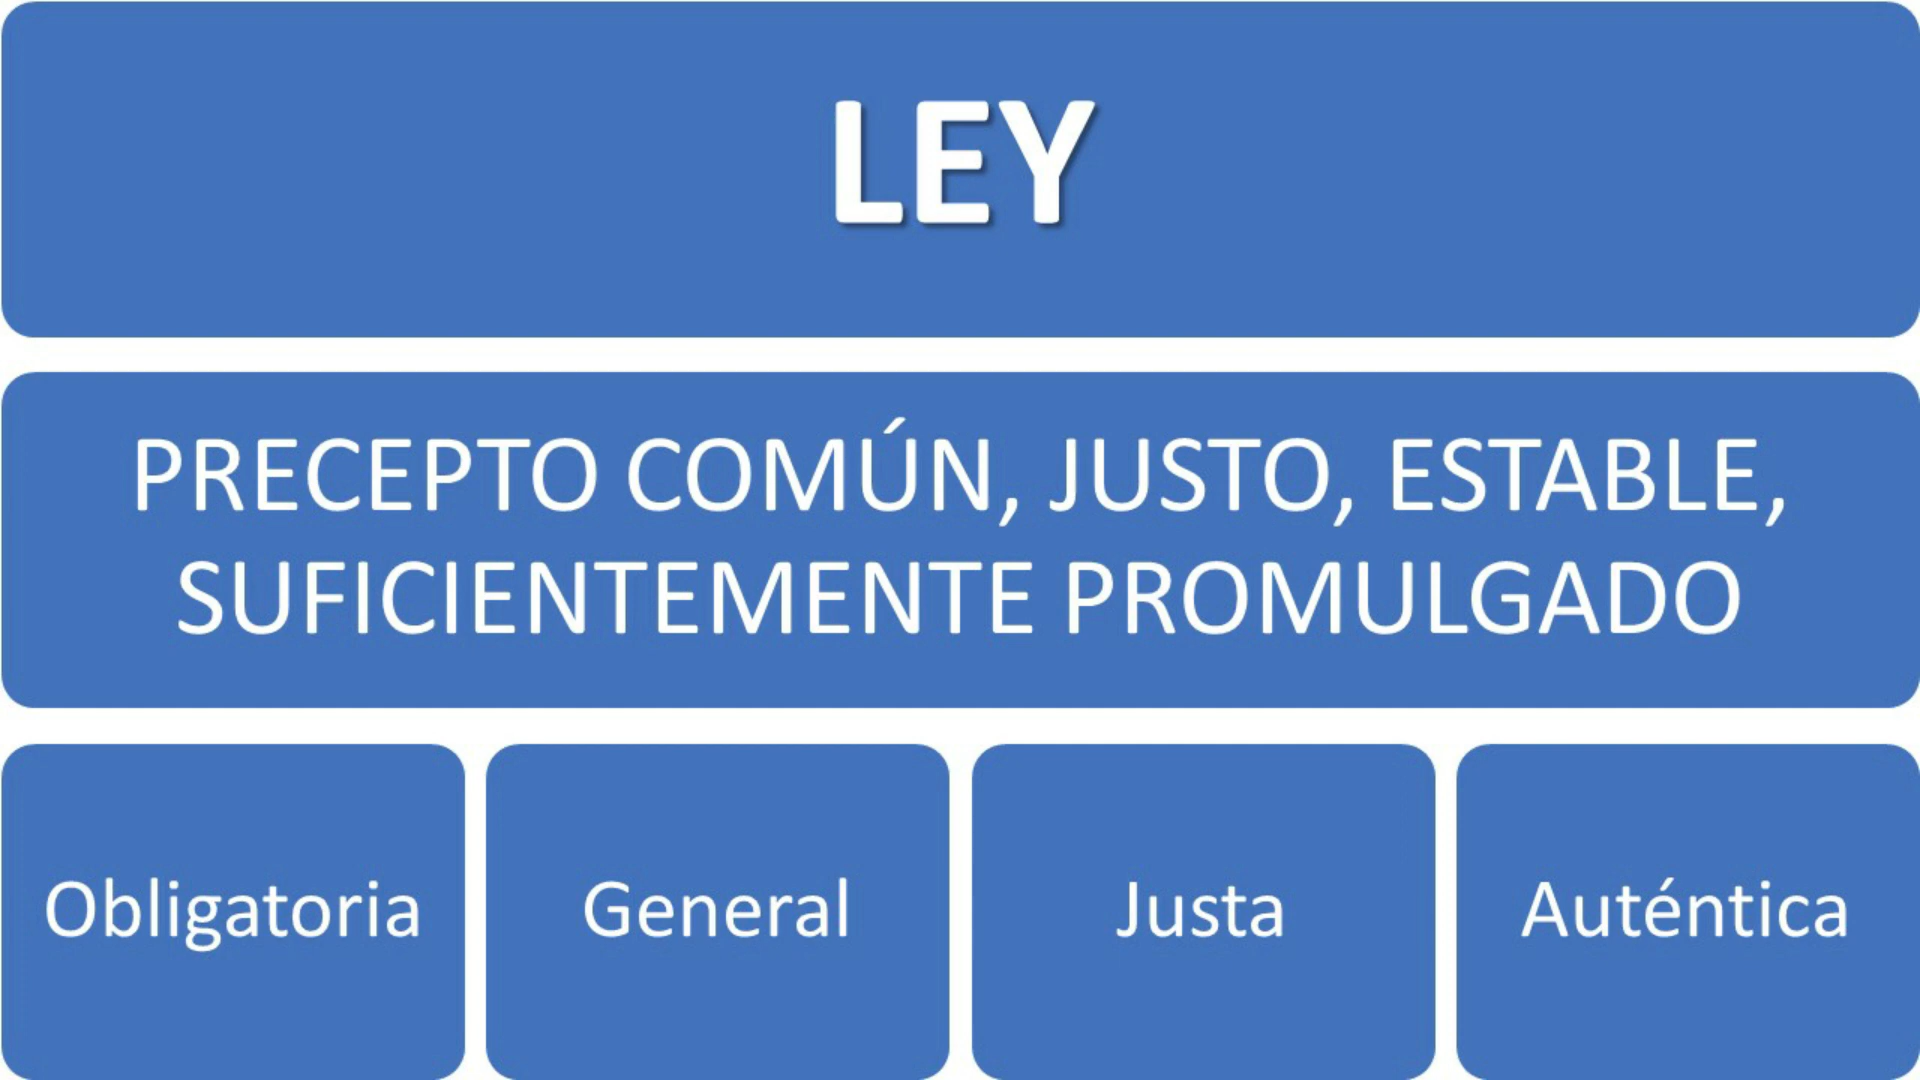 LEY
PRECEPTO COMÚN, JUSTO, ESTABLE,
SUFICIENTEMENTE PROMULGADO
Obligatoria
General
Justa
Auténtica